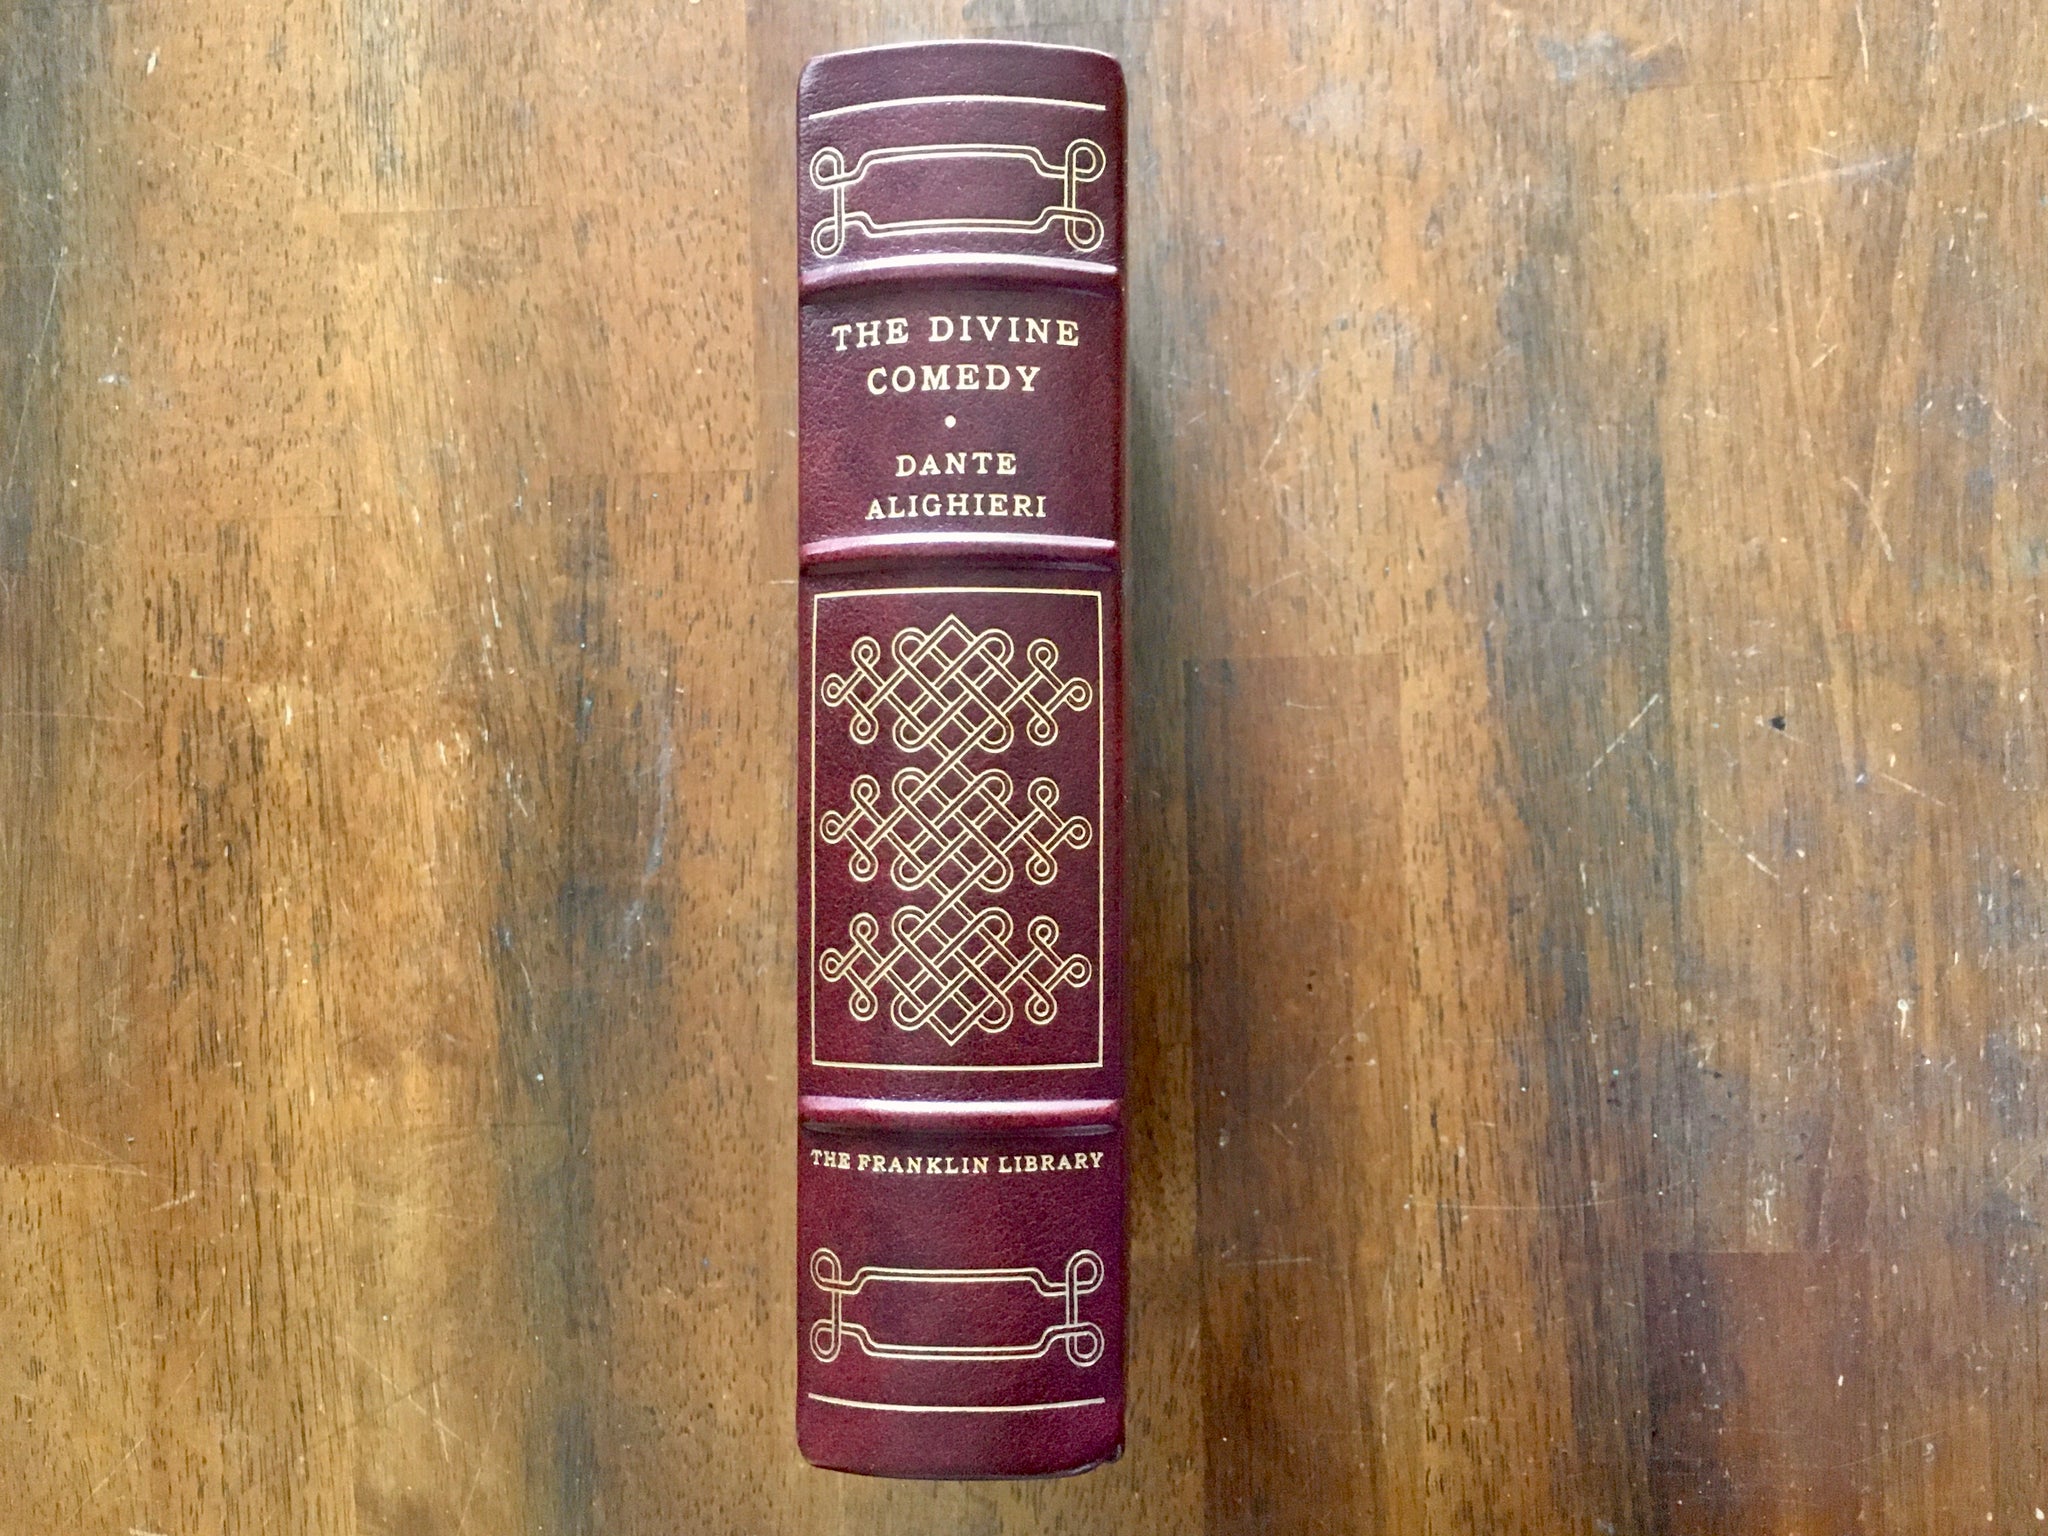 THE DIVINE
COMEDY
•
DANTE
ALIGHIERI
THE FRANKLIN LIBRARY